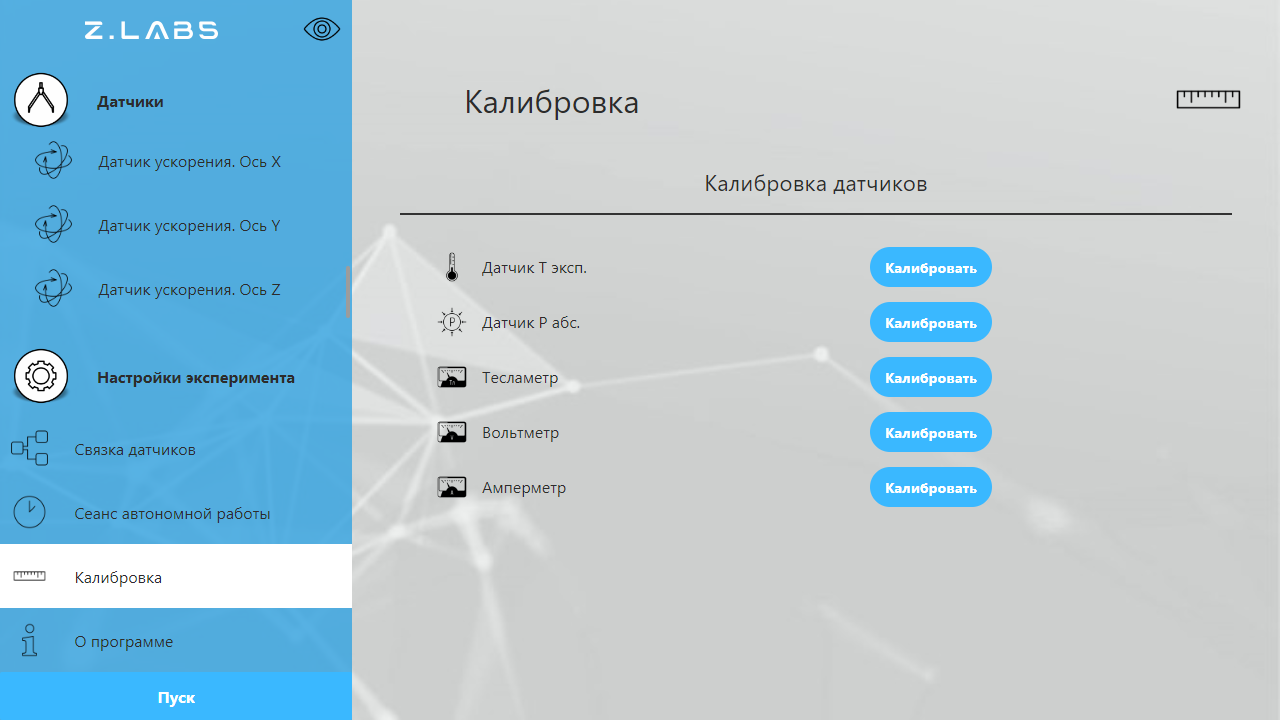 Z.LABS
Датчики
Датчик ускорения. Ось X
Датчик ускорения. Ось Y
Датчик ускорения. Ось Z
Настройки эксперимента
Связка датчиков
Сеанс автономной работы
Калибровка
О программе
Пуск
Калибровка
Калибровка датчиков
Датчик Т эксп.
Калибровать
P
Датчик Р абс.
Калибровать
Тесламетр
Калибровать
Вольтметр
Калибровать
Амперметр
Калибровать